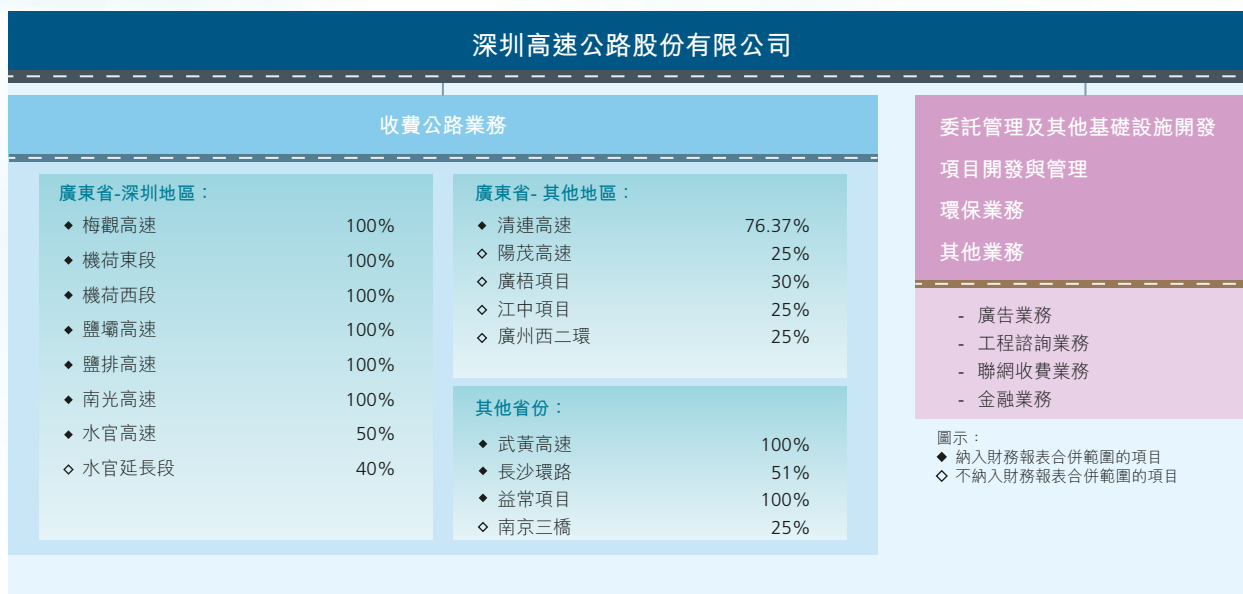 深圳高速公路股份有限公司
收費公路業務
廣東省-深圳地區：
◆ 梅觀高速 100%
◆ 機荷東段 100%
◆ 機荷西段 100%
◆ 鹽壩高速 100%
◆ 鹽排高速 100%
◆ 南光高速 100%
◆ 水官高速 50%
◇ 水官延長段 40%
廣東省- 其他地區：
◆ 清連高速 76.37%
◇ 陽茂高速 25%
◇ 廣梧項目 30%
◇ 江中項目 25%
◇ 廣州西二環 25%
其他省份：
◆ 武黃高速 100%
◆ 長沙環路 51%
◆ 益常項目 100%
◇ 南京三橋 25%
委託管理及其他基礎設施開發
項目開發與管理
環保業務
其他業務
- 廣告業務
- 工程諮詢業務
- 聯網收費業務
- 金融業務
圖示：
◆ 納入財務報表合併範圍的項目
◇ 不納入財務報表合併範圍的項目